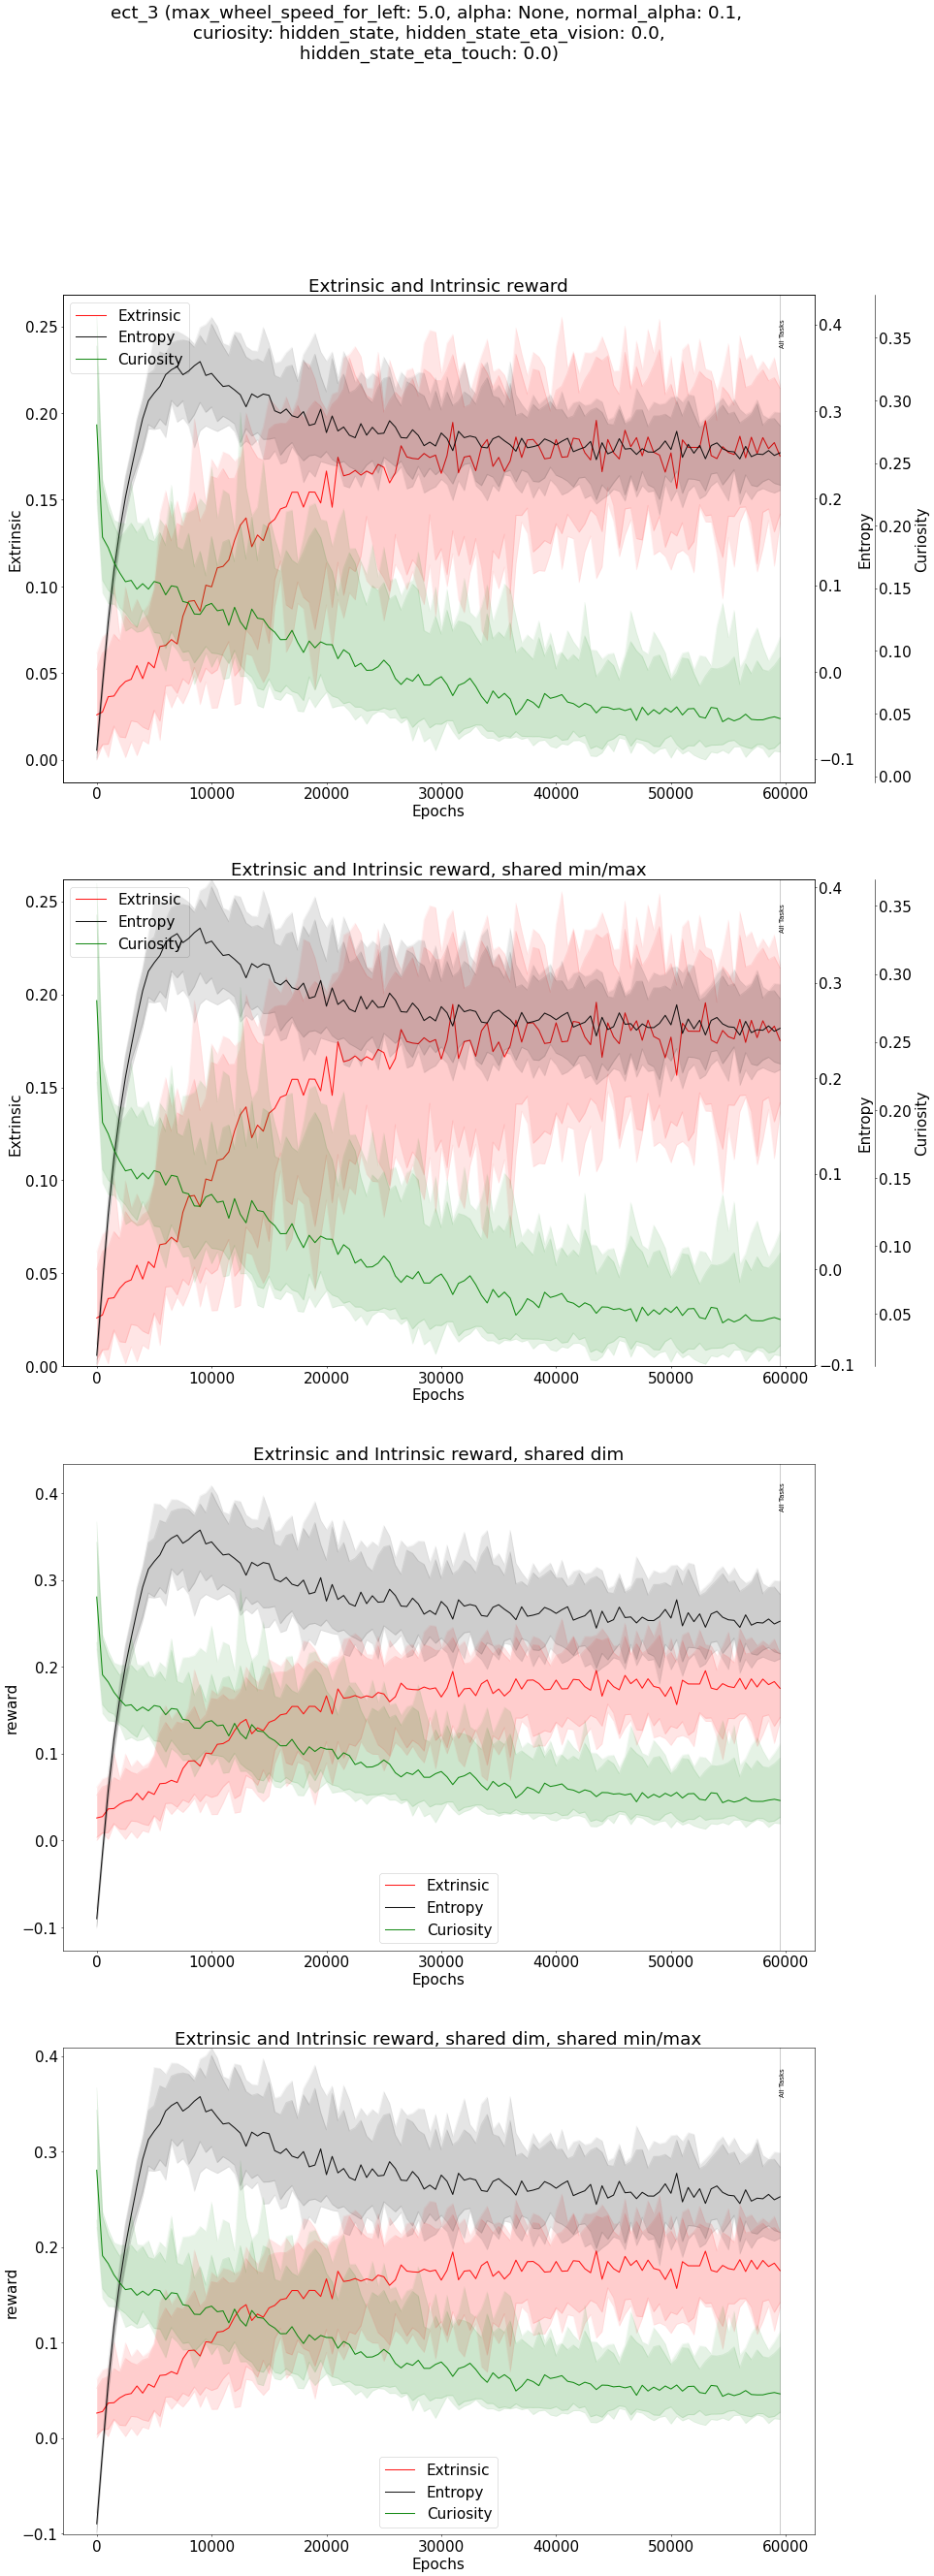 ect_3 (max_wheel_speed_for_left: 5.0, alpha: None, normal_alpha: 0.1,
curiosity: hidden_state, hidden_state_eta_vision: 0.0,
hidden_state_eta_touch: 0.0)
Extrinsic and Intrinsic reward
Extrinsic
Entropy
Curiosity
All Tasks
0.25
0.20
0.15
0.10
0.05
0.00
Extrinsic
0.4
0.3
0.2
0.1
0.0
−0.1
Entropy
0.35
0.30
0.25
0.20
0.15
0.10
0.05
0.00
Curiosity
0 10000 20000 30000 40000 50000 60000
Epochs
Extrinsic and Intrinsic reward, shared min/max
Extrinsic
Entropy
Curiosity
All Tasks
0.25
0.20
0.15
0.10
0.05
0.00
Extrinsic
0.4
0.3
0.2
0.1
0.0
−0.1
Entropy
0.35
0.30
0.25
0.20
0.15
0.10
0.05
Curiosity
0 10000 20000 30000 40000 50000 60000
Epochs
Extrinsic and Intrinsic reward, shared dim
All Tasks
0.4
0.3
0.2
0.1
0.0
−0.1
reward
Extrinsic
Entropy
Curiosity
0 10000 20000 30000 40000 50000 60000
Epochs
Extrinsic and Intrinsic reward, shared dim, shared min/max
All Tasks
0.4
0.3
0.2
0.1
0.0
−0.1
reward
Extrinsic
Entropy
Curiosity
0 10000 20000 30000 40000 50000 60000
Epochs